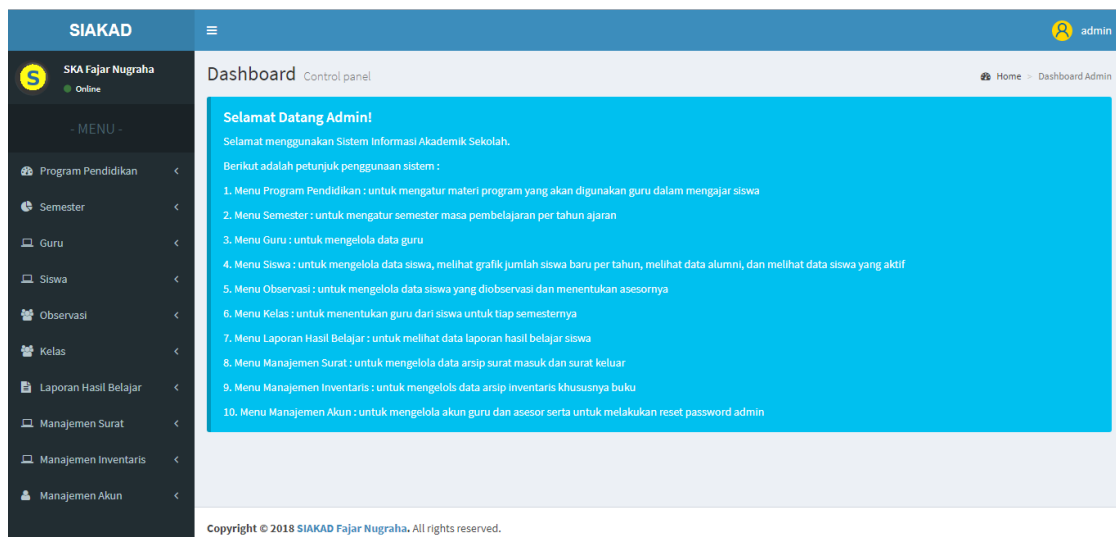 SIAKAD
admin
S
SKA Fajar Nugraha
Online
- MENU -
Program Pendidikan
Semester
Guru
Siswa
Observasi
Kelas
Laporan Hasil Belajar
Manajemen Surat
Manajemen Inventaris
Manajemen Akun
Dashboard Control panel
Home > Dashboard Admin
Selamat Datang Admin!
Selamat menggunakan Sistem Informasi Akademik Sekolah.
Berikut adalah petunjuk penggunaan sistem :
1. Menu Program Pendidikan : untuk mengatur materi program yang akan digunakan guru dalam mengajar siswa
2. Menu Semester : untuk mengatur semester masa pembelajaran per tahun ajaran
3. Menu Guru : untuk mengelola data guru
4. Menu Siswa : untuk mengelola data siswa, melihat grafik jumlah siswa baru per tahun, melihat data alumni, dan melihat data siswa yang aktif
5. Menu Observasi : untuk mengelola data siswa yang diobservasi dan menentukan asesornya
6. Menu Kelas : untuk menentukan guru dari siswa untuk tiap semesternya
7. Menu Laporan Hasil Belajar : untuk melihat data laporan hasil belajar siswa
8. Menu Manajemen Surat : untuk mengelola data arsip surat masuk dan surat keluar
9. Menu Manajemen Inventaris : untuk mengelols data arsip inventaris khususnya buku
10. Menu Manajemen Akun : untuk mengelola akun guru dan asesor serta untuk melakukan reset password admin
Copyright © 2018 SIAKAD Fajar Nugraha. All rights reserved.